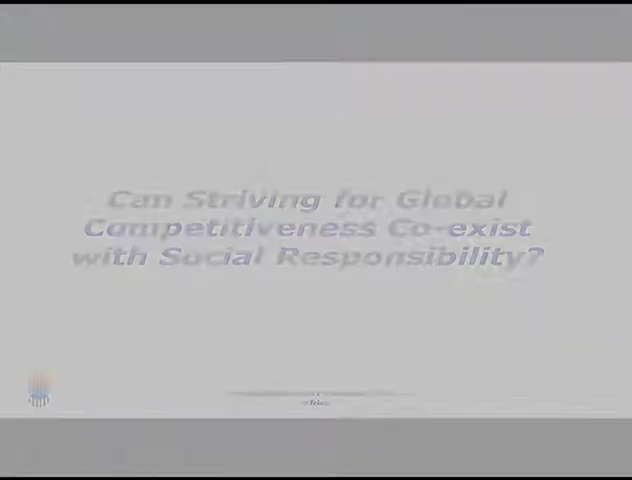 Can Striving for Global
Competitiveness Co-exist
with Social Responsibility?